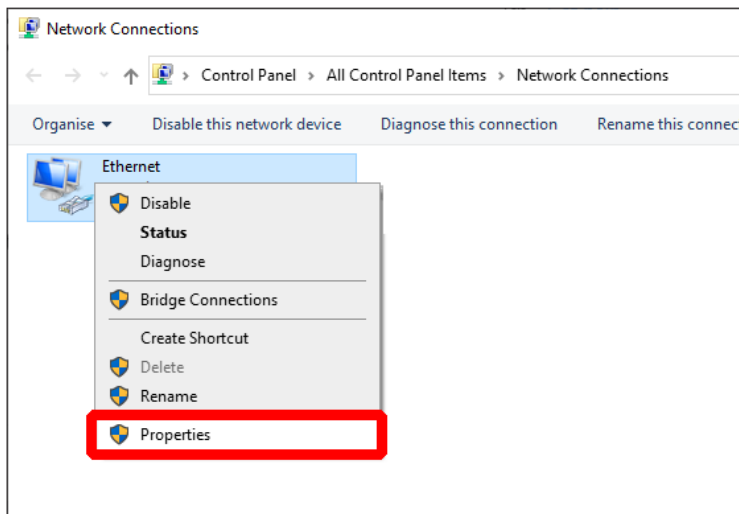 Network Connections
Control Panel > All Control Panel Items > Network Connections
Organise Disable this network device Diagnose this connection Rename this connec
Ethernet
Disable
Status
Diagnose
Bridge Connections
Create Shortcut
Delete
Rename
Properties